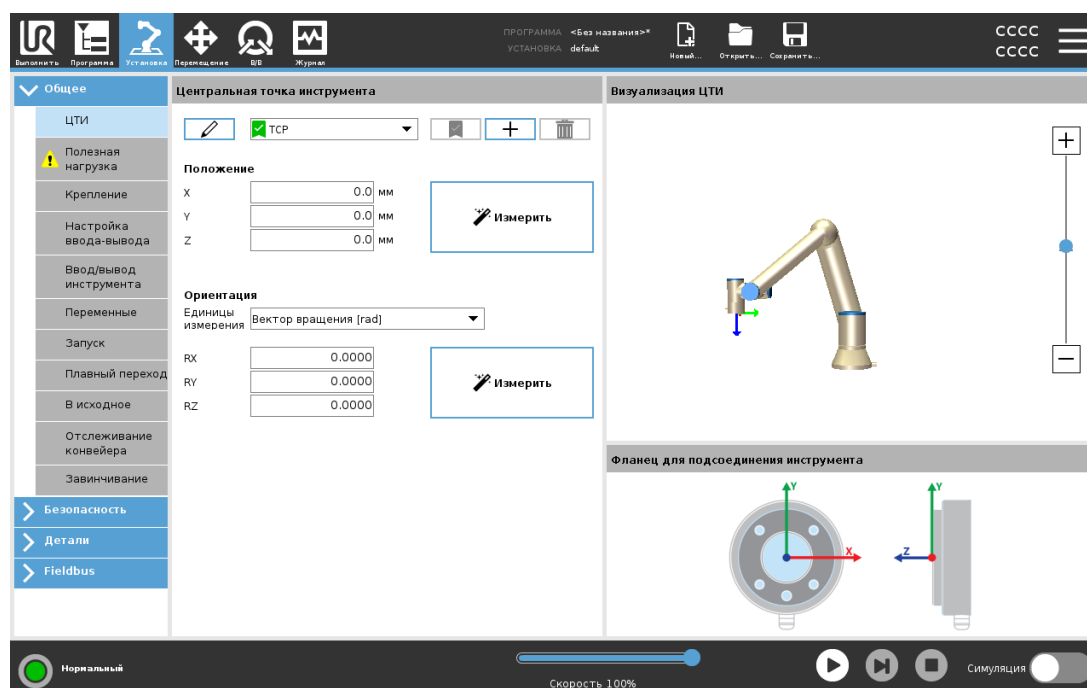 UR
ПРОГРАММА <Без названия>*
УСТАНОВКА default
Выполнить
Программа
Установка
Перемещение
В/В
Журнал
Новый...
Открыть...
Сохранить...
CCCC
CCCC
Общее
ЦТИ
Полезная
нагрузка
Крепление
Настройка
ввода-вывода
Ввод/вывод
инструмента
Переменные
Запуск
Плавный переход
В исходное
Отслеживание
конвейера
Завинчивание
Безопасность
Детали
Fieldbus
Центральная точка инструмента
TCP
Положение
X 0.0 мм
Y 0.0 мм
Z 0.0 мм
Измерить
Ориентация
Единицы
измерения
Вектор вращения [rad]
RX 0.0000
RY 0.0000
RZ 0.0000
Измерить
Визуализация ЦТИ
Фланец для подсоединения инструмента
Y
X
Y
Z
Нормальный
Скорость 100%
Симуляция